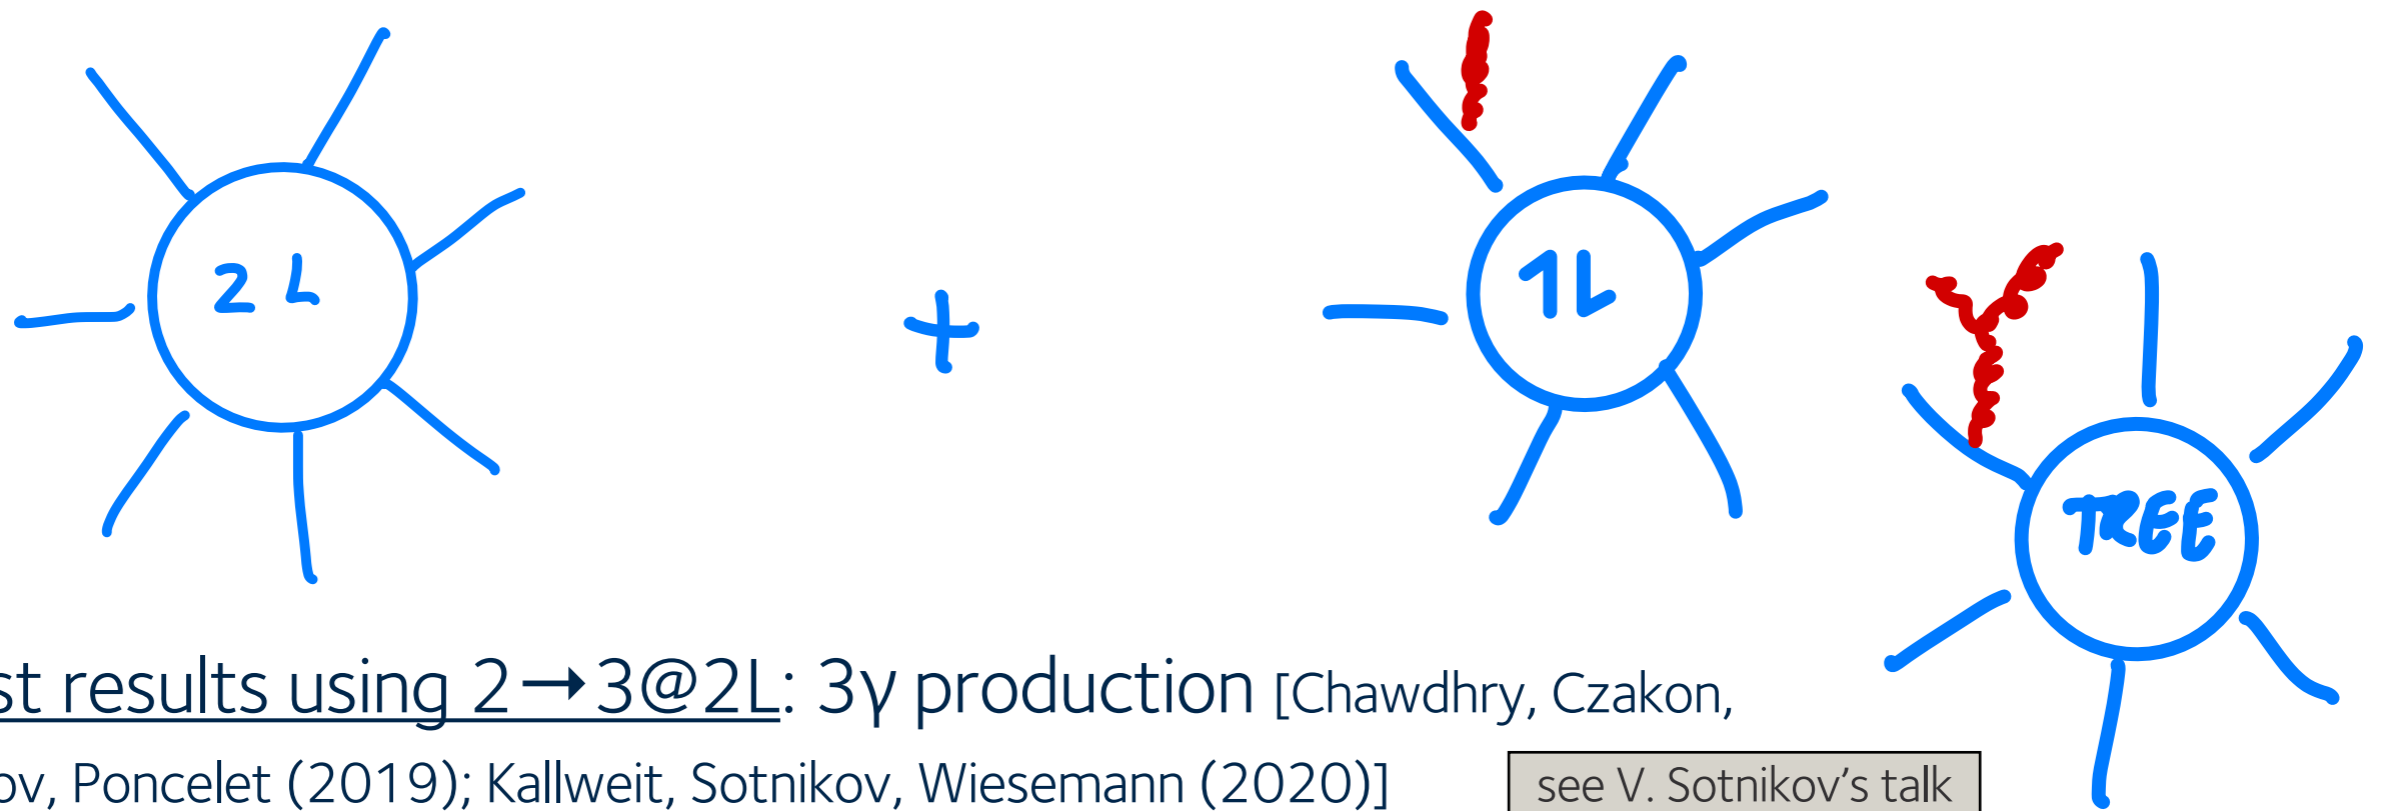 2L
+
1L
TREE
st results using 2→3@2L: 3γ production [Chawdhry, Czakon,
ov, Poncelet (2019); Kallweit, Sotnikov, Wiesemann (2020)]
see V. Sotnikov's talk